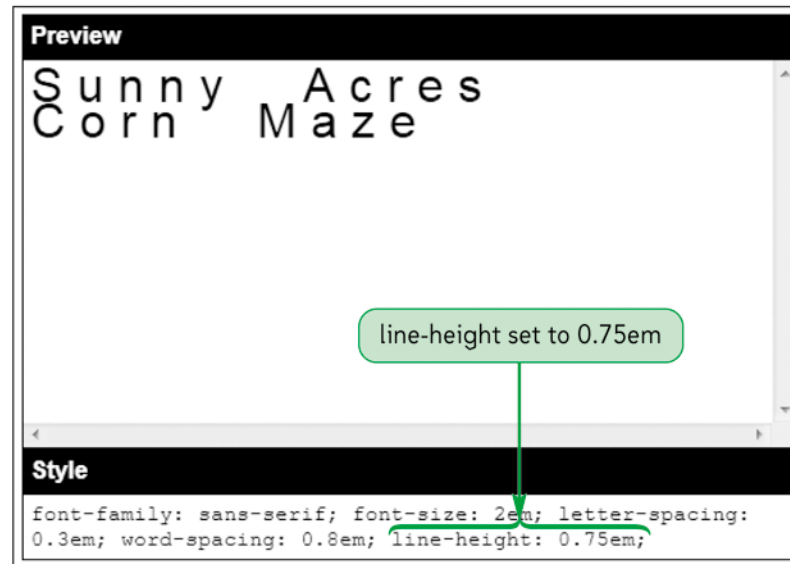 Preview
Sunny Acres
Corn Maze
line-height set to 0.75em
Style
font-family: sans-serif; font-size: 2em; letter-spacing:
0.3em; word-spacing: 0.8em; line-height: 0.75em;